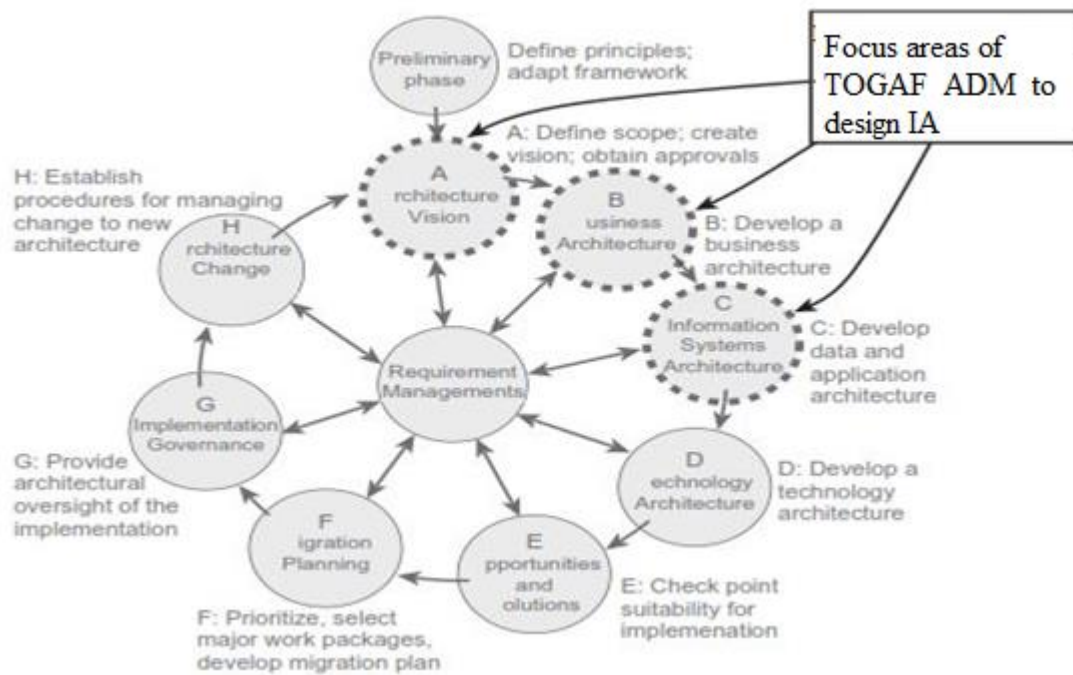 Preliminary
phase
Define principles;
adapt framework
Focus areas of
TOGAF ADM to
design IA
A: Define scope; create
vision; obtain approvals
A
rchitecture
Vision
H: Establish
procedures for managing
change to new
architecture
H
rchitecture
Change
B
usiness
Architecture
B: Develop a
business
architecture
C
Information
Systems
Architecture
C: Develop
data and
application
architecture
Requirement
Managements
G
Implementation
Governance
G: Provide
architectural
oversight of the
implementation
D
echnology
Architecture
D: Develop a
technology
architecture
F
igration
Planning
E
pportunities
and
olutions
E: Check point
suitability for
implemenation
F: Prioritize, select
major work packages,
develop migration plan